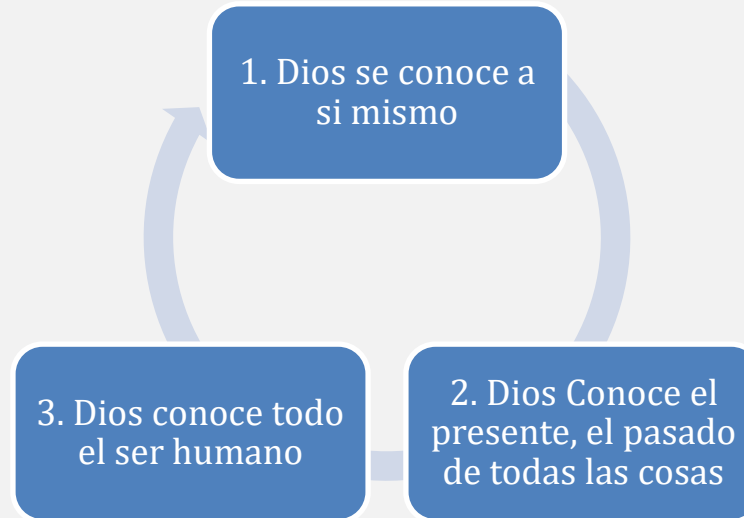 1. Dios se conoce a
si mismo
2. Dios Conoce el
presente, el pasado
de todas las cosas
3. Dios conoce todo
el ser humano